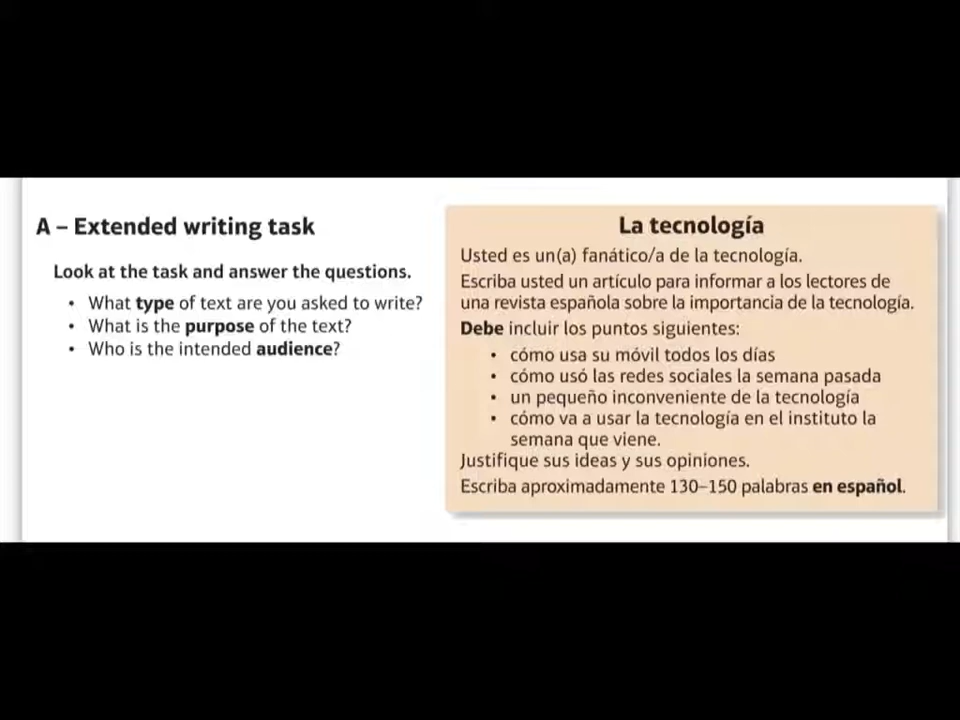 A – Extended writing task
Look at the task and answer the questions.
• What type of text are you asked to write?
• What is the purpose of the text?
• Who is the intended audience?
La tecnología
Usted es un(a) fanático/a de la tecnología.
Escriba usted un artículo para informar a los lectores de
una revista española sobre la importancia de la tecnología.
Debe incluir los puntos siguientes:
• cómo usa su móvil todos los días
• cómo usó las redes sociales la semana pasada
• un pequeño inconveniente de la tecnología
• cómo va a usar la tecnología en el instituto la
semana que viene.
Justifique sus ideas y sus opiniones.
Escriba aproximadamente 130–150 palabras en español.